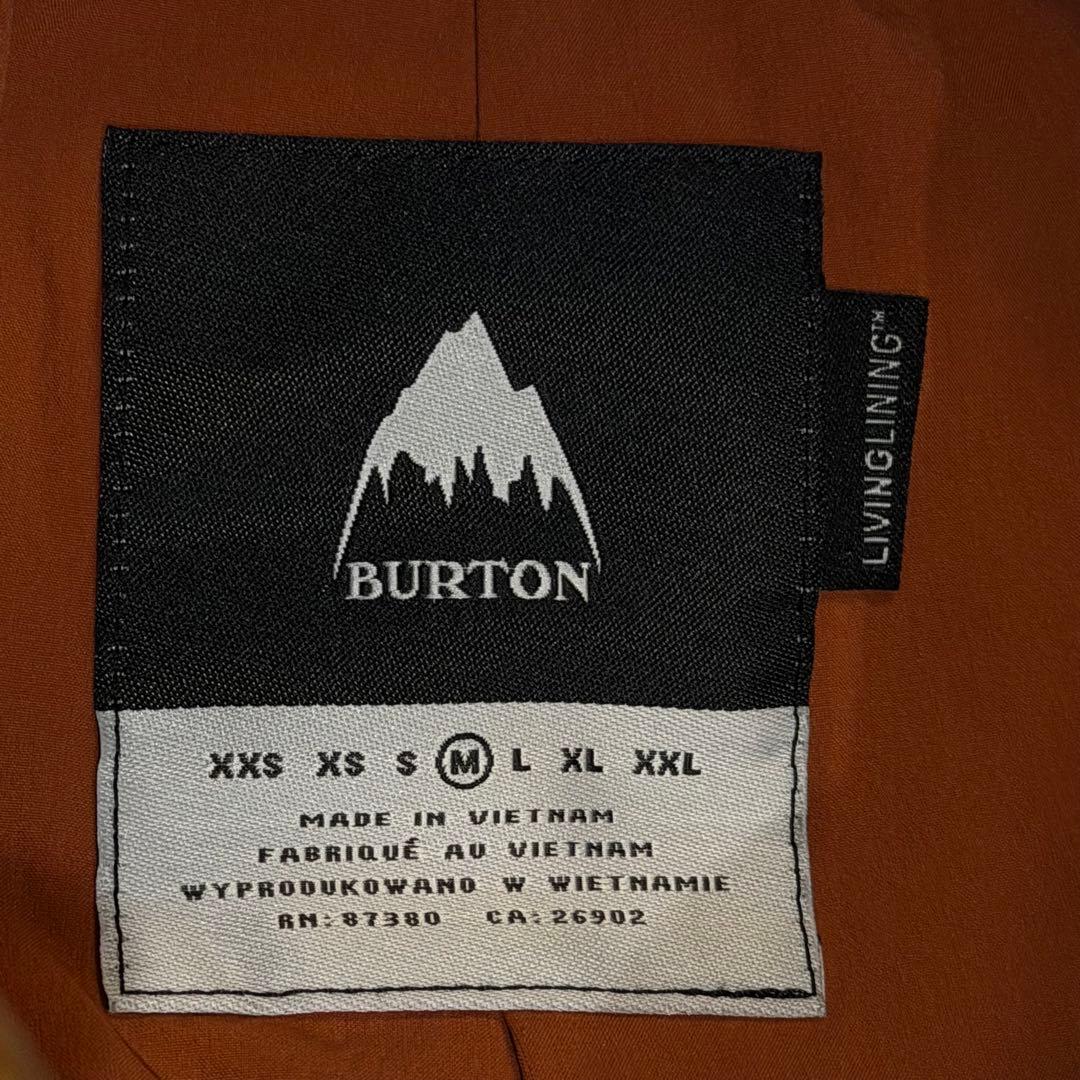 BURTON
LIVINGLINING™
XXS XS S M L XL XXL
MADE IN VIETNAM
FABRIQUÉ AU VIETNAM
WYPRODUKOWANO W WIETNAMIE
RN: 87380 CA: 26902